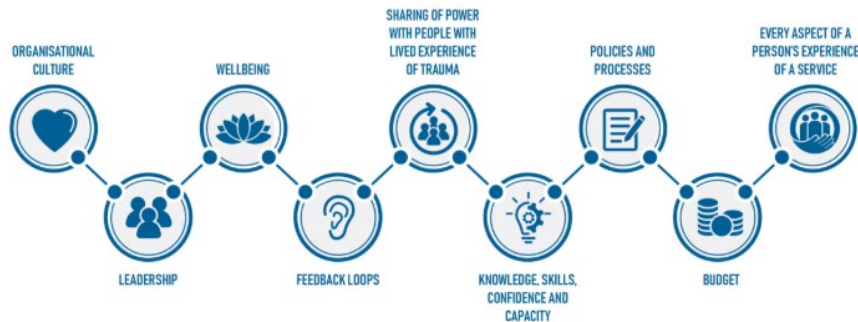 ORGANISATIONAL
CULTURE
LEADERSHIP
WELLBEING
FEEDBACK LOOPS
SHARING OF POWER
WITH PEOPLE WITH
LIVED EXPERIENCE
OF TRAUMA
KNOWLEDGE, SKILLS,
CONFIDENCE AND
CAPACITY
POLICIES AND
PROCESSES
BUDGET
EVERY ASPECT OF A
PERSON'S EXPERIENCE
OF A SERVICE